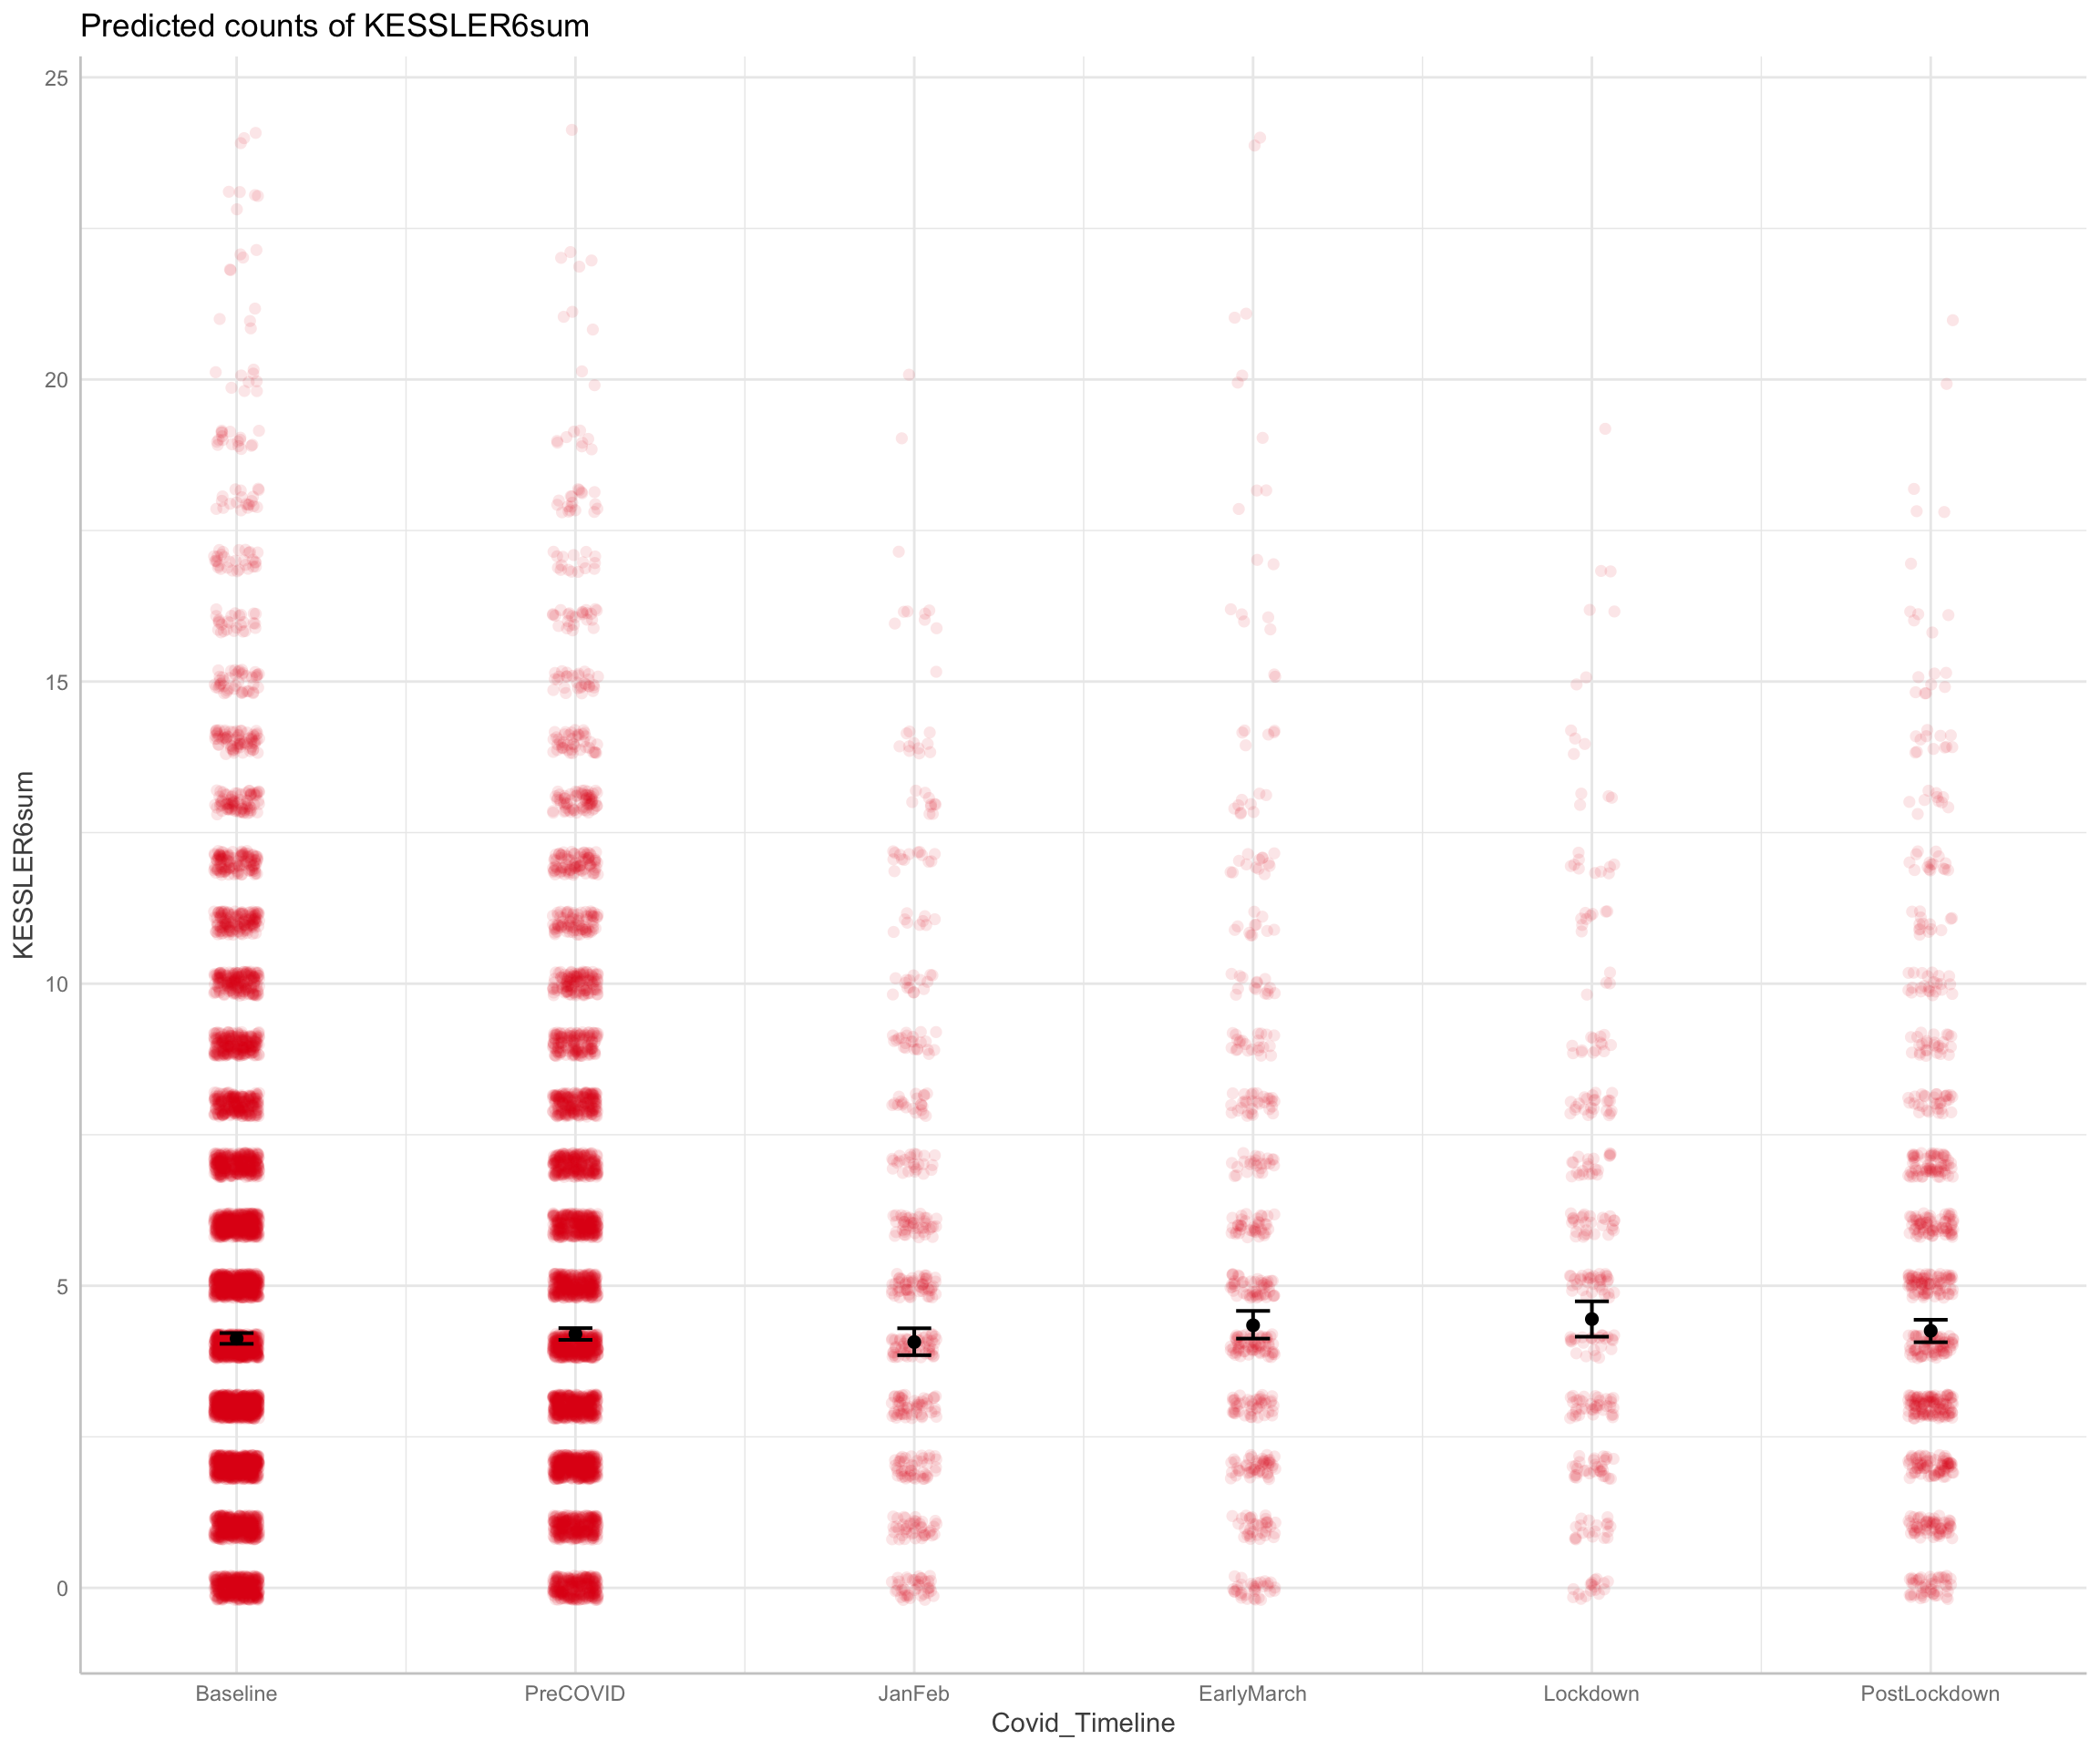 Predicted counts of KESSLER6sum
25
20
15
10
5
0
KESSLER6sum
Baseline PreCOVID JanFeb EarlyMarch Lockdown PostLockdown
Covid_Timeline